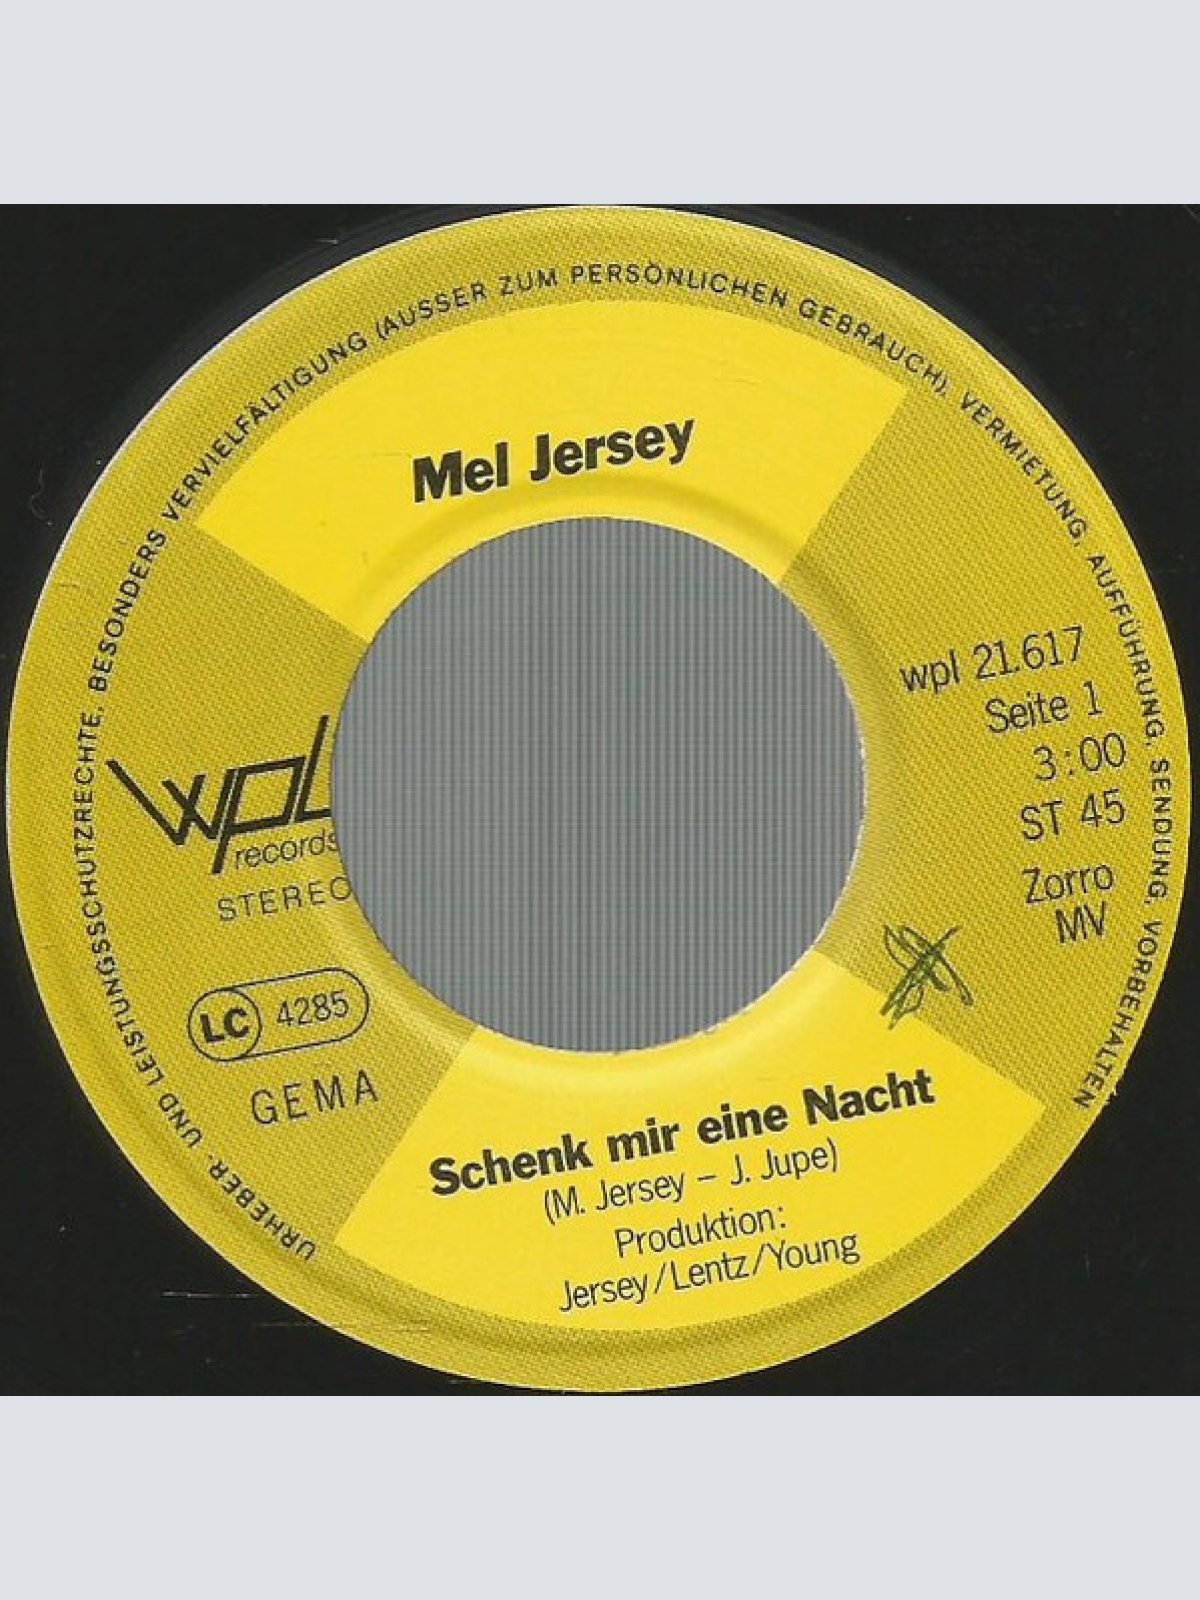 URHEBER- UND LEISTUNGSSCHUTZRECHTE, BESONDERS VERVIELFÄLTIGUNG (AUSSER ZUM PERSÖNLICHEN GEBRAUCH), VERMIETUNG, AUFFÜHRUNG, SENDUNG, VORBEHALTEN
Mel Jersey
wpl
records
STEREO
LC 4285
GEMA
wpl 21.617
Seite 1
3:00
ST 45
Zorro
MV
Schenk mir eine Nacht
(M. Jersey – J. Jupe)
Produktion:
Jersey/Lentz/Young